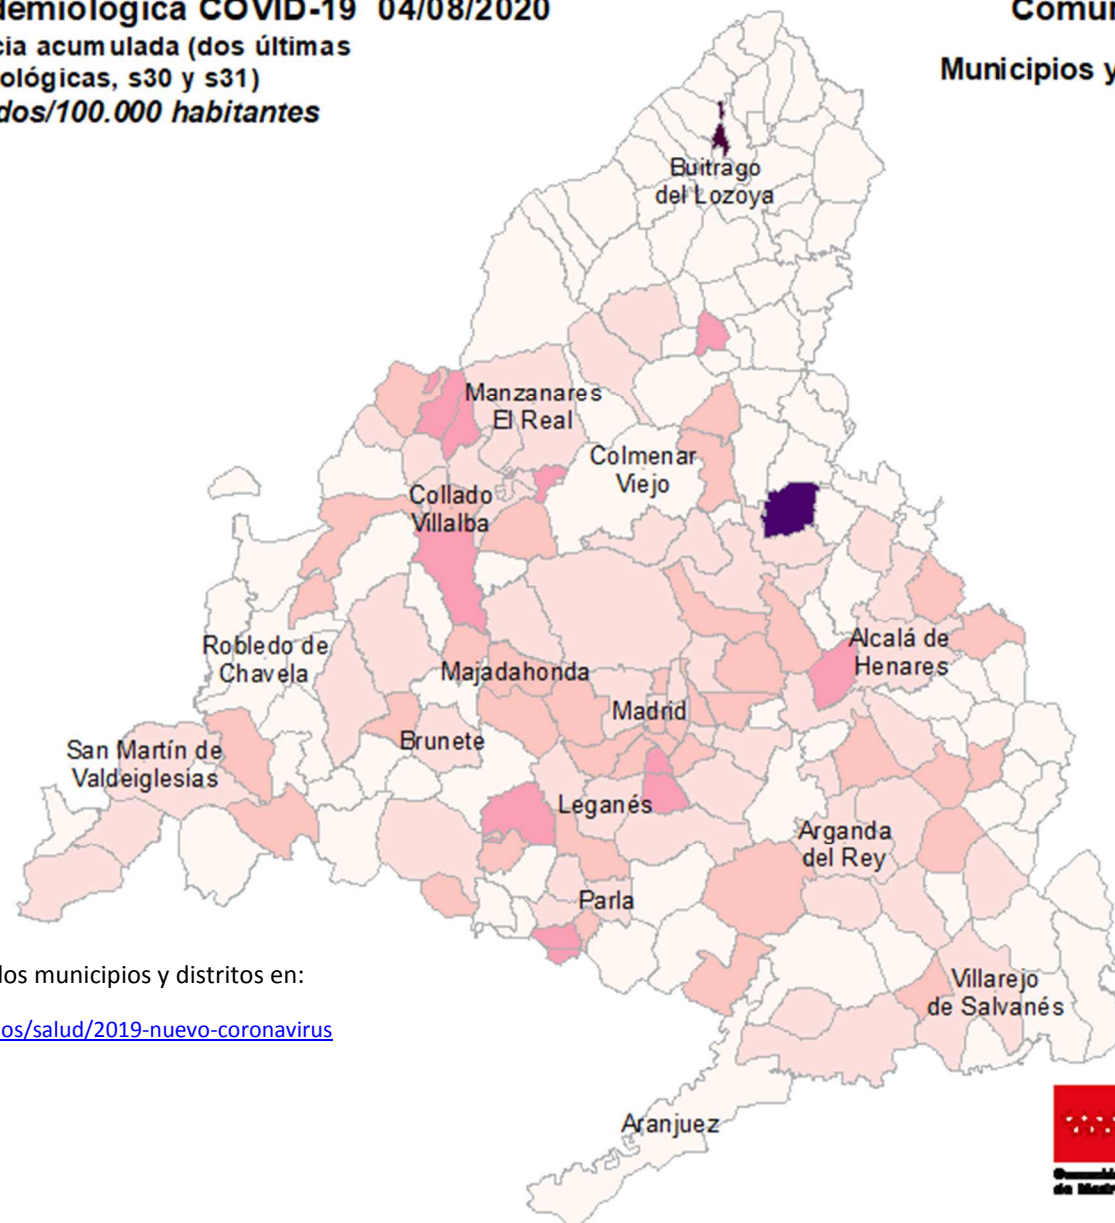 demiológica COVID-19 04/08/2020
cia acumulada (dos últimas
ológicas, s30 y s31)
dos/100.000 habitantes
Comun
Municipios y
Buitrago
del Lozoya
Manzanares
El Real
Colmenar
Viejo
Collado
Villalba
Robledo de
Chavela
Majadahonda
Alcalá de
Henares
Madrid
San Martín de
Valdeiglesias
Brunete
Leganés
Arganda
del Rey
Parla
los municipios y distritos en:
os/salud/2019-nuevo-coronavirus
Villarejo
de Salvanés
Aranjuez